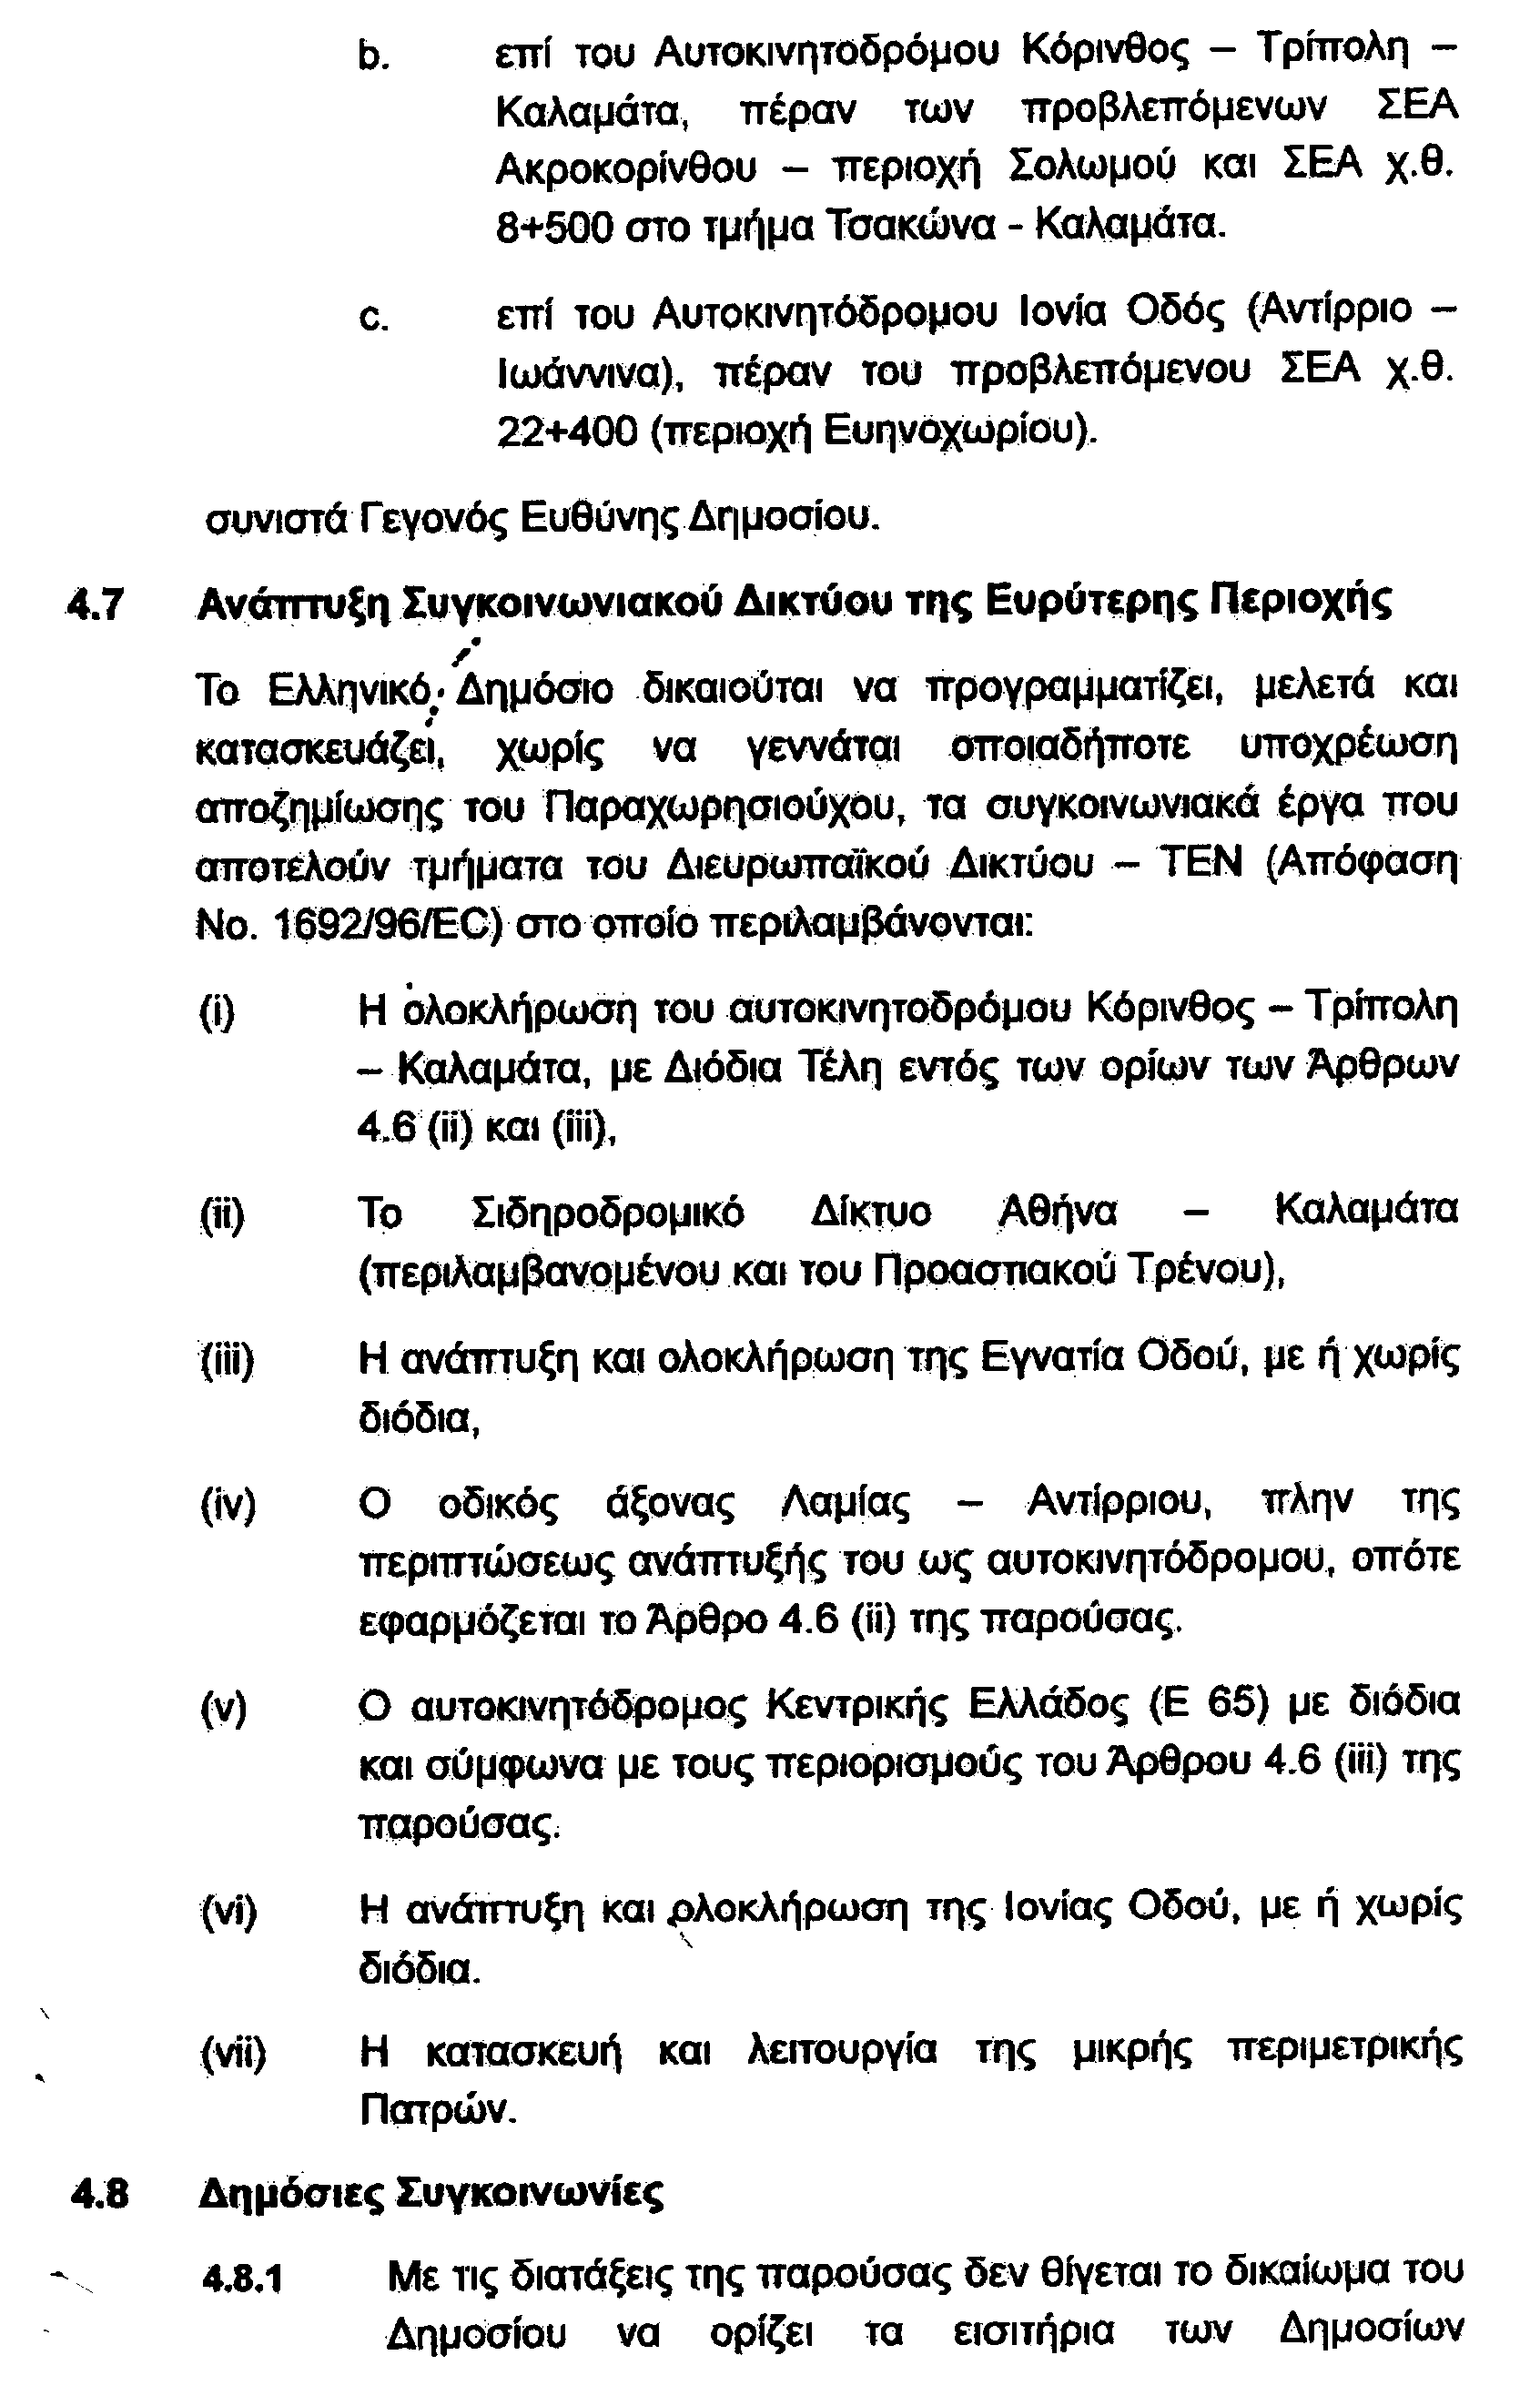 b. επί του Αυτοκινητοδρόμου Κόρινθος – Τρίπολη –
Καλαμάτα, πέραν των προβλεπόμενων ΣΕΑ
Ακροκορίνθου – περιοχή Σολωμού και ΣΕΑ χ.θ.
8+500 στο τμήμα Τσακώνα - Καλαμάτα.
c. επί του Αυτοκινητόδρομου Ιονία Οδός (Αντίρριο –
Ιωάννινα), πέραν του προβλεπόμενου ΣΕΑ χ.θ.
22+400 (περιοχή Ευηνοχωρίου).
συνιστά Γεγονός Ευθύνης Δημοσίου.
4.7 Ανάπτυξη Συγκοινωνιακού Δικτύου της Ευρύτερης Περιοχής
Το Ελληνικό Δημόσιο δικαιούται να προγραμματίζει, μελετά και
κατασκευάζει, χωρίς να γεννάται οποιαδήποτε υποχρέωση
αποζημίωσης του Παραχωρησιούχου, τα συγκοινωνιακά έργα που
αποτελούν τμήματα του Διευρωπαϊκού Δικτύου – ΤΕΝ (Απόφαση
Νο. 1692/96/EC) στο οποίο περιλαμβάνονται:
(i) Η ολοκλήρωση του αυτοκινητοδρόμου Κόρινθος – Τρίπολη
– Καλαμάτα, με Διόδια Τέλη εντός των ορίων των Άρθρων
4.6 (ii) και (iii),
(ii) Το Σιδηροδρομικό Δίκτυο Αθήνα – Καλαμάτα
(περιλαμβανομένου και του Προαστιακού Τρένου),
(iii) Η ανάπτυξη και ολοκλήρωση της Εγνατία Οδού, με ή χωρίς
διόδια,
(iv) Ο οδικός άξονας Λαμίας – Αντίρριου, πλην της
περιπτώσεως ανάπτυξής του ως αυτοκινητόδρομου, οπότε
εφαρμόζεται το Άρθρο 4.6 (ii) της παρούσας.
(v) Ο αυτοκινητόδρομος Κεντρικής Ελλάδος (Ε 65) με διόδια
και σύμφωνα με τους περιορισμούς του Άρθρου 4.6 (iii) της
παρούσας.
(vi) Η ανάπτυξη και ολοκλήρωση της Ιονίας Οδού, με ή χωρίς
διόδια.
(vii) Η κατασκευή και λειτουργία της μικρής περιμετρικής
Πατρών.
4.8 Δημόσιες Συγκοινωνίες
4.8.1 Με τις διατάξεις της παρούσας δεν θίγεται το δικαίωμα του
Δημοσίου να ορίζει τα εισιτήρια των Δημοσίων